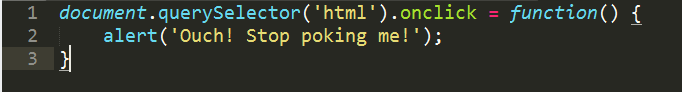 1 document.querySelector('html').onclick = function() {
2     alert('Ouch! Stop poking me!');
3 }